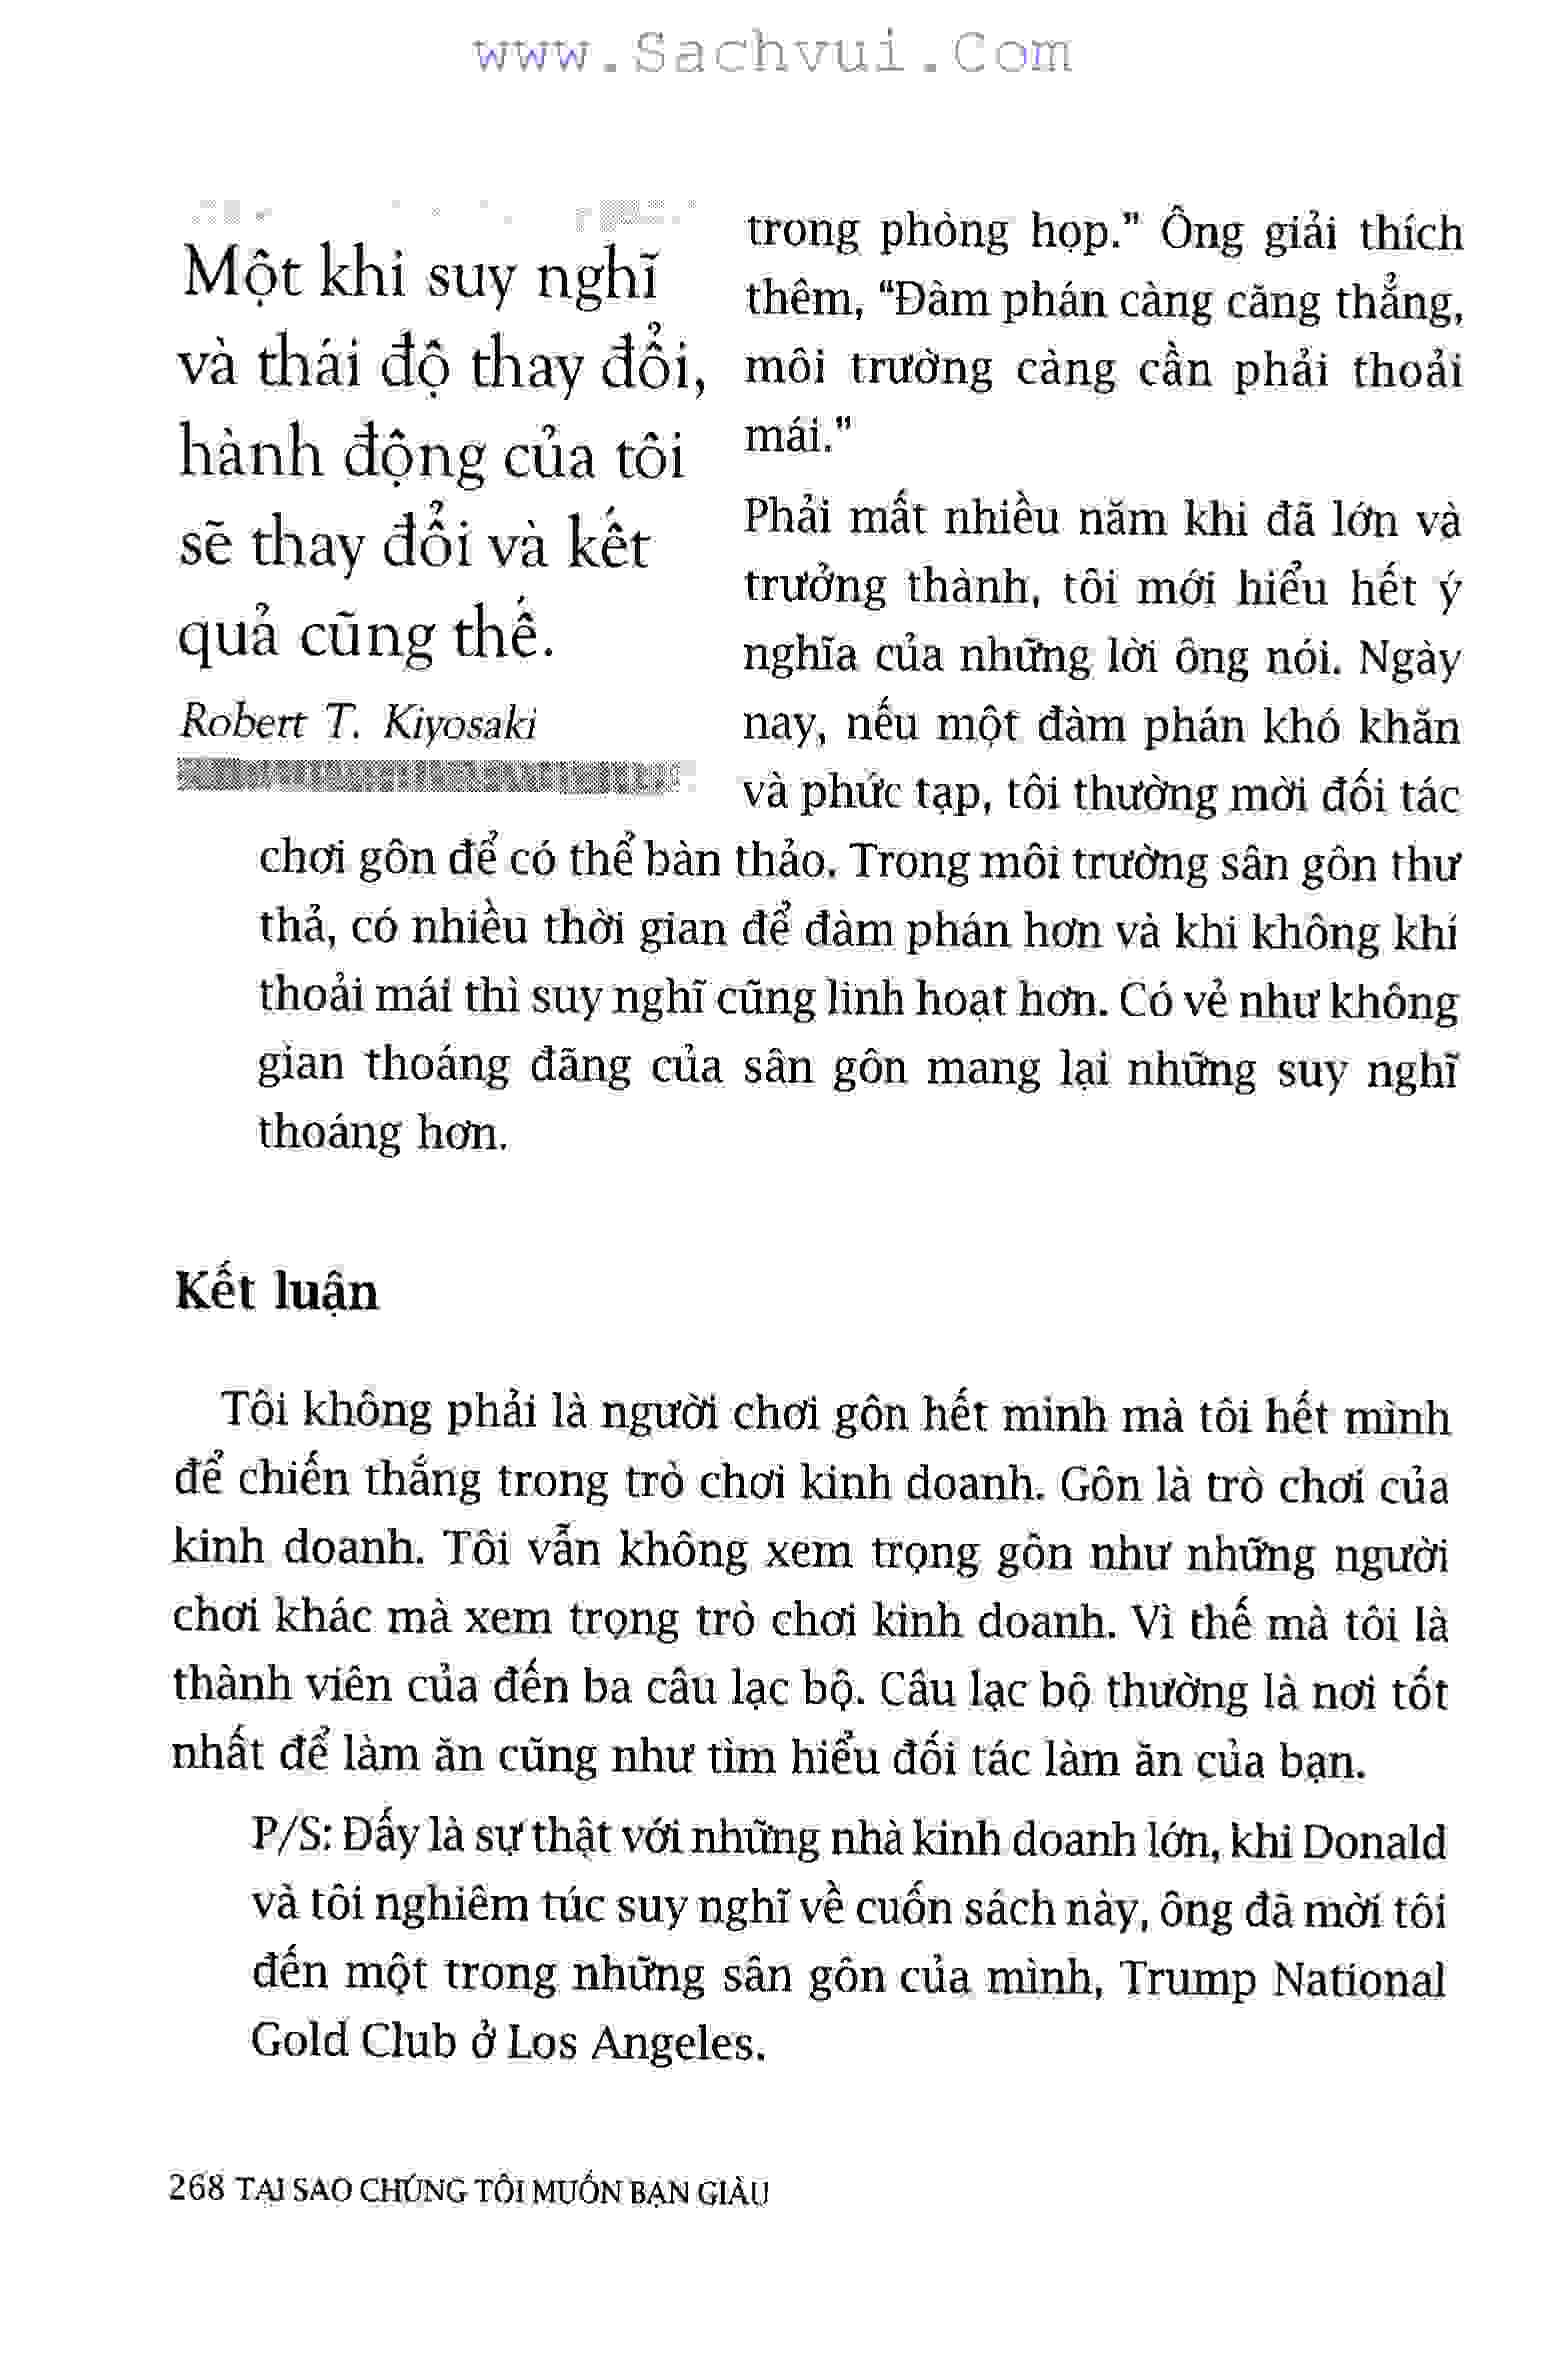 www.Sachvui.Com
Một khi suy nghĩ
và thái độ thay đổi,
hành động của tôi
sẽ thay đổi và kết
quả cũng thế.
Robert T. Kiyosaki
trong phòng họp.” Ông giải thích
thêm, “Đàm phán càng căng thẳng,
môi trường càng cần phải thoải
mái."
Phải mất nhiều năm khi đã lớn và
trưởng thành, tôi mới hiểu hết ý
nghĩa của những lời ông nói. Ngày
nay, nếu một đàm phán khó khăn
và phức tạp, tôi thường mời đối tác
chơi gôn để có thể bàn thảo. Trong môi trường sân gôn thư
thả, có nhiều thời gian để đàm phán hơn và khi không khí
thoải mái thì suy nghĩ cũng linh hoạt hơn. Có vẻ như không
gian thoáng đãng của sân gôn mang lại những suy nghĩ
thoáng hơn.
Kết luận
Tôi không phải là người chơi gôn hết mình mà tôi hết mình
để chiến thắng trong trò chơi kinh doanh. Gôn là trò chơi của
kinh doanh. Tôi vẫn không xem trọng gôn như những người
chơi khác mà xem trọng trò chơi kinh doanh. Vì thế mà tôi là
thành viên của đến ba câu lạc bộ. Câu lạc bộ thường là nơi tốt
nhất để làm ăn cũng như tìm hiểu đối tác làm ăn của bạn.
P/S: Đấy là sự thật với những nhà kinh doanh lớn, khi Donald
và tôi nghiêm túc suy nghĩ về cuốn sách này, ông đã mời tôi
đến một trong những sân gôn của mình, Trump National
Gold Club ở Los Angeles.
268 TẠI SAO CHÚNG TÔI MUỐN BẠN GIÀU